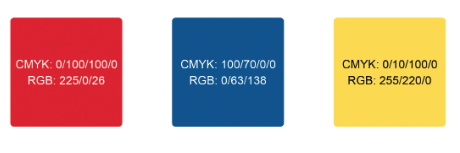 CMYK: 0/100/100/0
RGB: 225/0/26
CMYK: 100/70/0/0
RGB: 0/63/138
CMYK: 0/10/100/0
RGB: 255/220/0